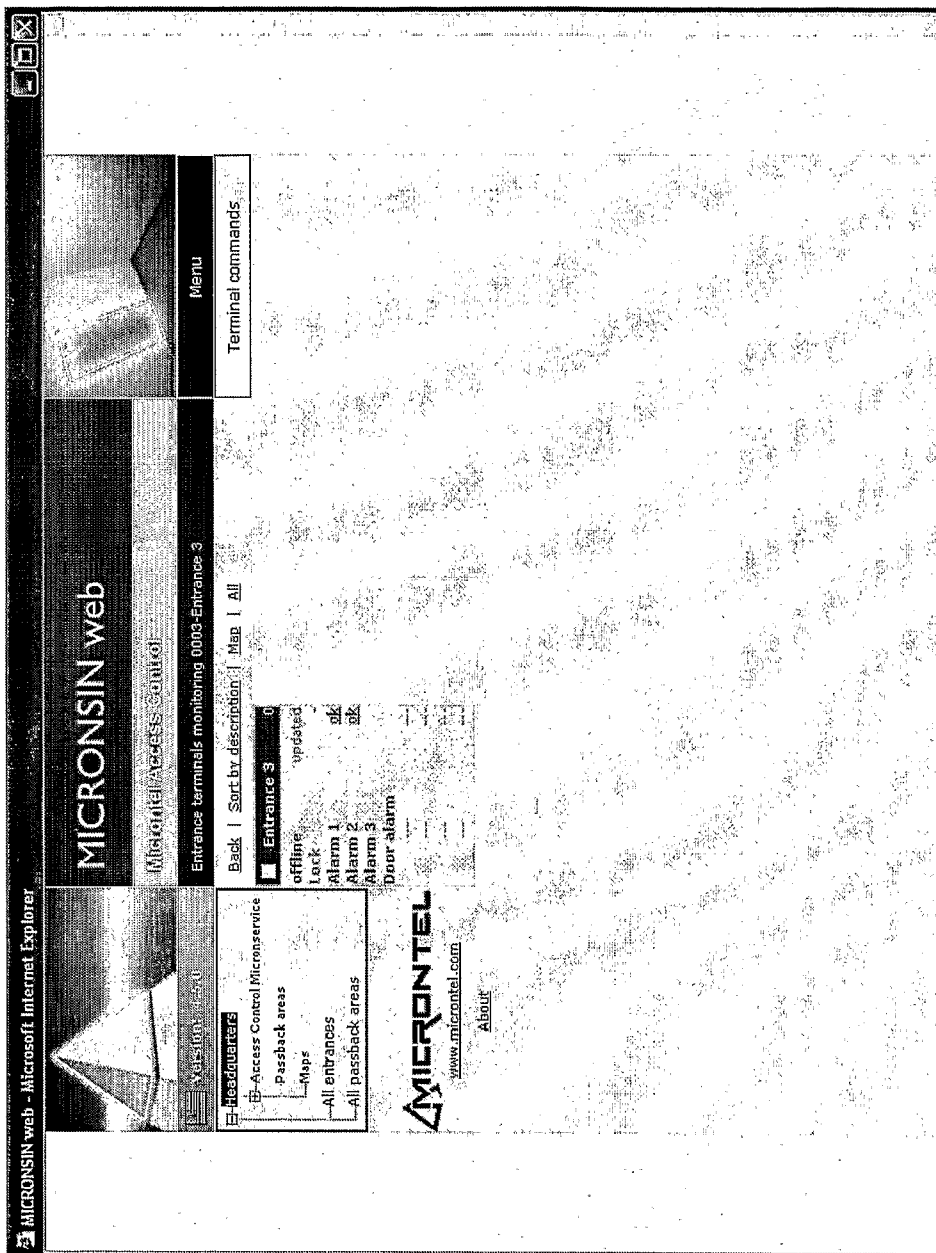 MICRONSIN web - Microsoft Internet Explorer
MICRONSIN web
Microntel Access Control
Entrance terminals monitoring 0003-Entrance 3
Menu
Back | Sort by description | Map | All
Terminal commands
Headquarters
Access Control Micronservice
Passback areas
Maps
All entrances
All passback areas
Entrance 3
offline updated
Lock
Alarm 1 ok
Alarm 2 ok
Alarm 3
Door alarm
MICRONTEL
www.microntel.com
About